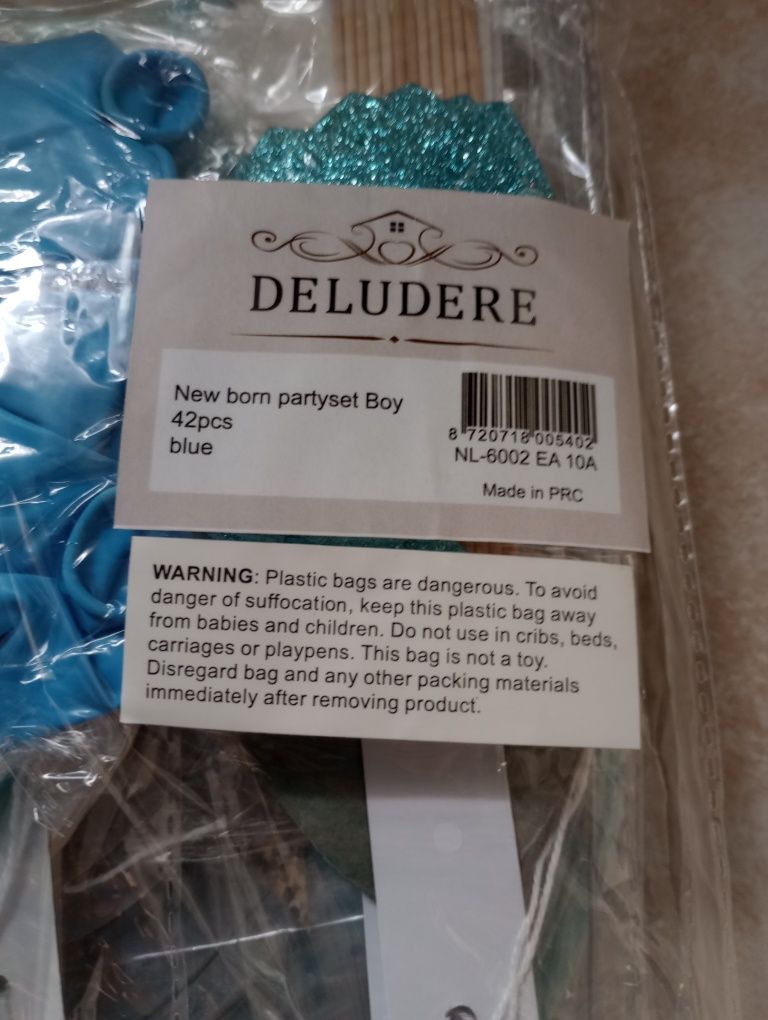 DELUDERE
New born partyset Boy
42pcs
blue
8 720718 005402
NL-6002 EA 10A
Made in PRC
WARNING: Plastic bags are dangerous. To avoid
danger of suffocation, keep this plastic bag away
from babies and children. Do not use in cribs, beds,
carriages or playpens. This bag is not a toy.
Disregard bag and any other packing materials
immediately after removing product.